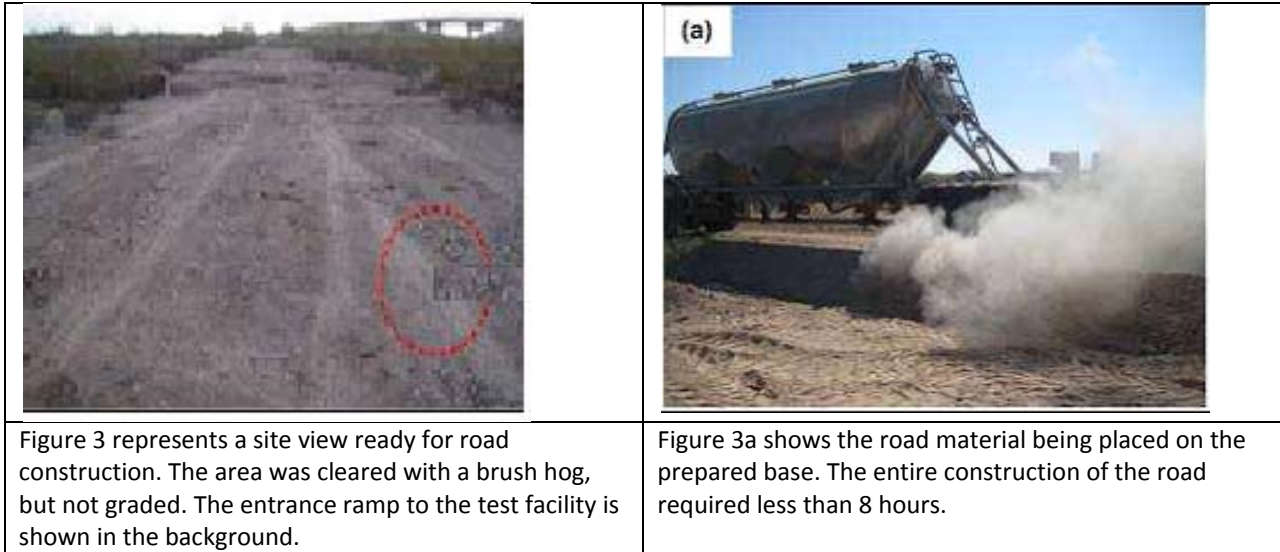 (a)
Figure 3 represents a site view ready for road
construction. The area was cleared with a brush hog,
but not graded. The entrance ramp to the test facility is
shown in the background.
Figure 3a shows the road material being placed on the
prepared base. The entire construction of the road
required less than 8 hours.